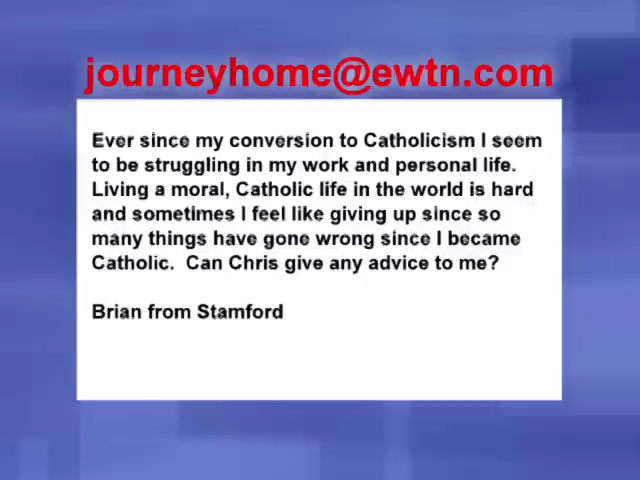 journeyhome@ewtn.com
Ever since my conversion to Catholicism I seem
to be struggling in my work and personal life.
Living a moral, Catholic life in the world is hard
and sometimes I feel like giving up since so
many things have gone wrong since I became
Catholic.  Can Chris give any advice to me?
Brian from Stamford